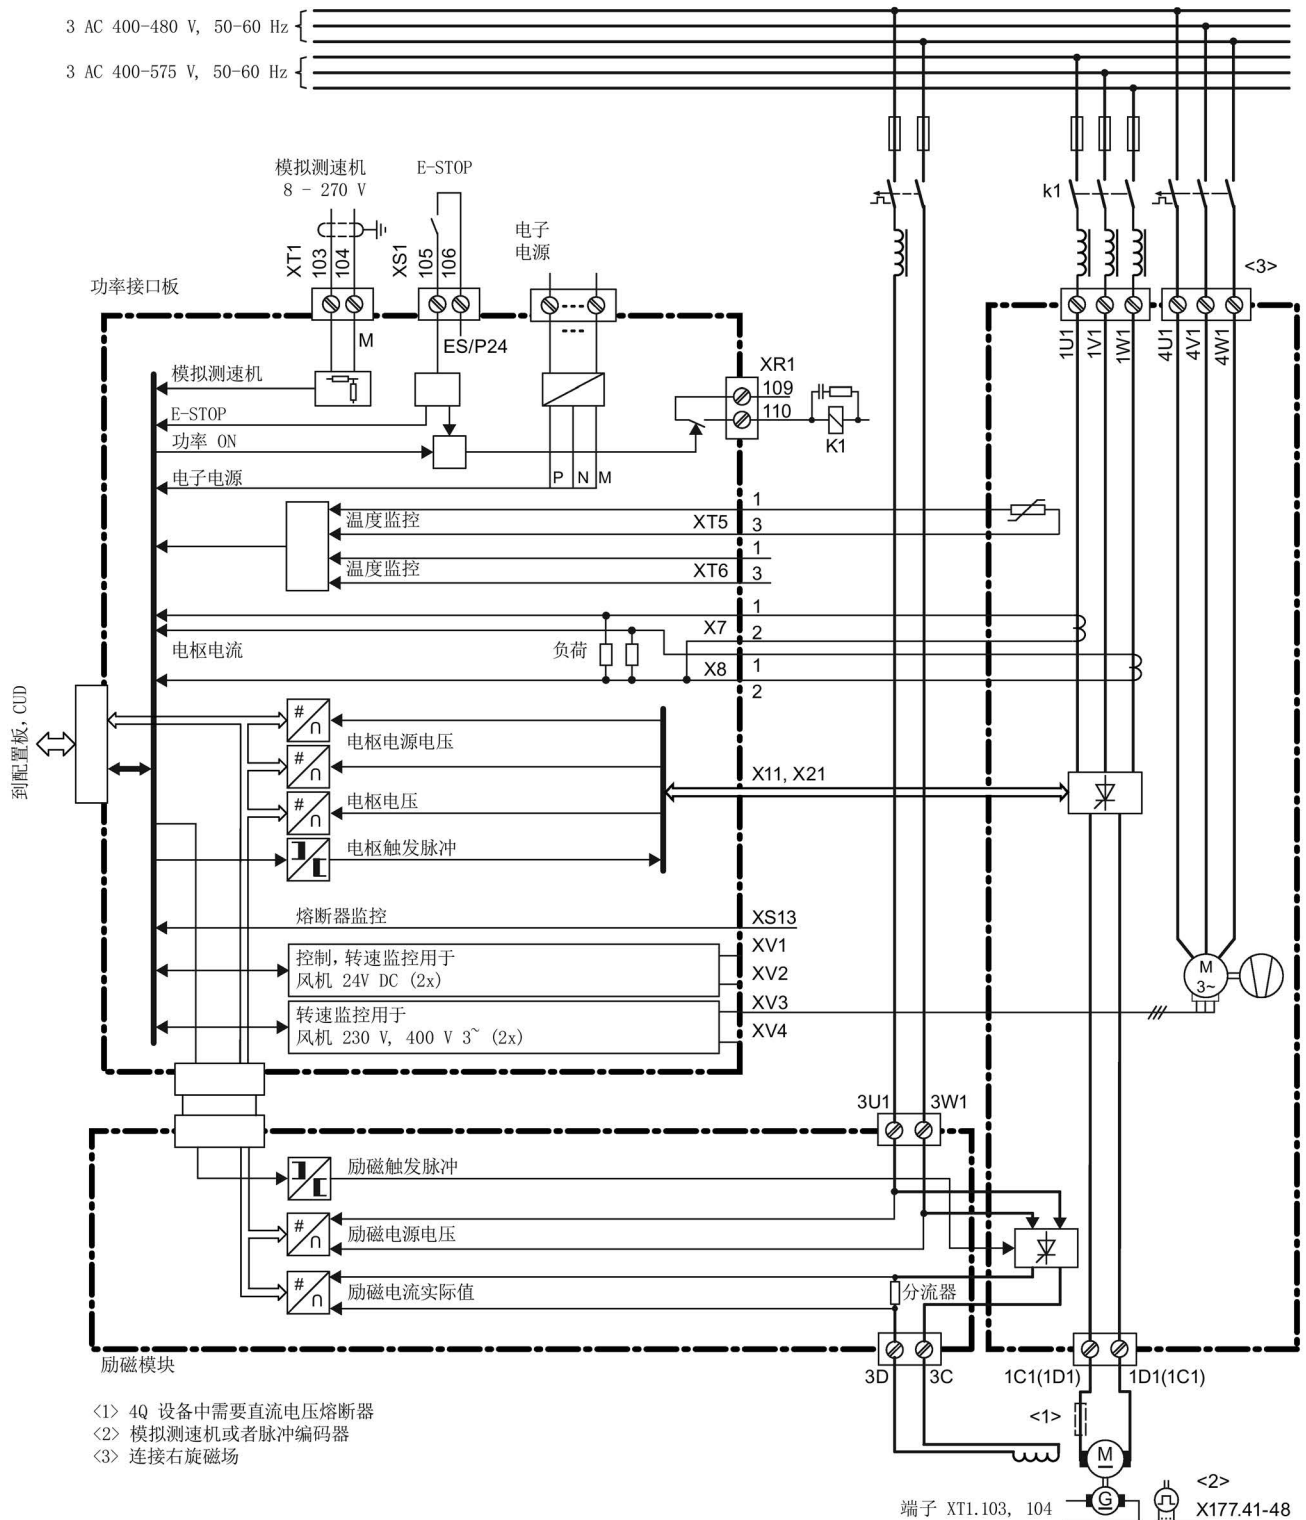 3 AC 400-480 V, 50-60 Hz
3 AC 400-575 V, 50-60 Hz
模拟测速机
8 - 270 V
E-STOP
电子
电源
k1
<3>
XT1
103
104
XS1
105
106
功率接口板
M
ES/P24
1U1
1V1
1W1
4U1
4V1
4W1
模拟测速机
XR1
109
110
K1
E-STOP
功率 ON
电子电源
P
N
M
温度监控
XT5
1
3
温度监控
XT6
1
3
电枢电流
负荷
X7
1
2
X8
1
2
到配置板, CUD
#
∩
电枢电源电压
#
∩
X11, X21
电枢电压
#
∩
电枢触发脉冲
熔断器监控
XS13
控制, 转速监控用于
风机 24V DC (2x)
XV1
XV2
M
3~
转速监控用于
风机 230 V, 400 V 3~ (2x)
XV3
XV4
3U1
3W1
励磁触发脉冲
#
∩
励磁电源电压
#
∩
励磁电流实际值
分流器
励磁模块
3D
3C
1C1(1D1)
1D1(1C1)
<1> 4Q 设备中需要直流电压熔断器
<2> 模拟测速机或者脉冲编码器
<3> 连接右旋磁场
<1>
M
G
<2>
端子 XT1.103, 104
X177.41-48